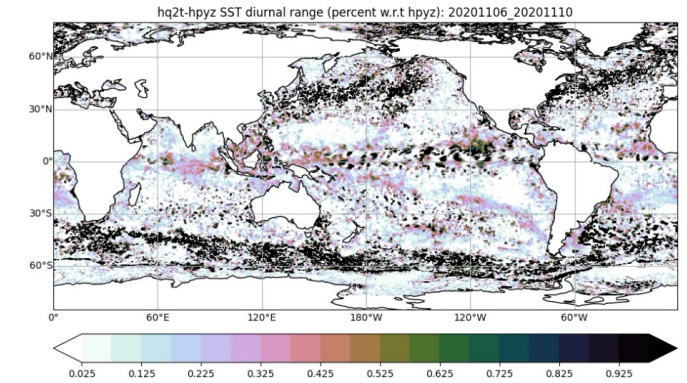 hq2t-hpyz SST diurnal range (percent w.r.t hpyz): 20201106_20201110
60°N
30°N
0°
30°S
60°S
0° 60°E 120°E 180°W 120°W 60°W
0.025 0.125 0.225 0.325 0.425 0.525 0.625 0.725 0.825 0.925